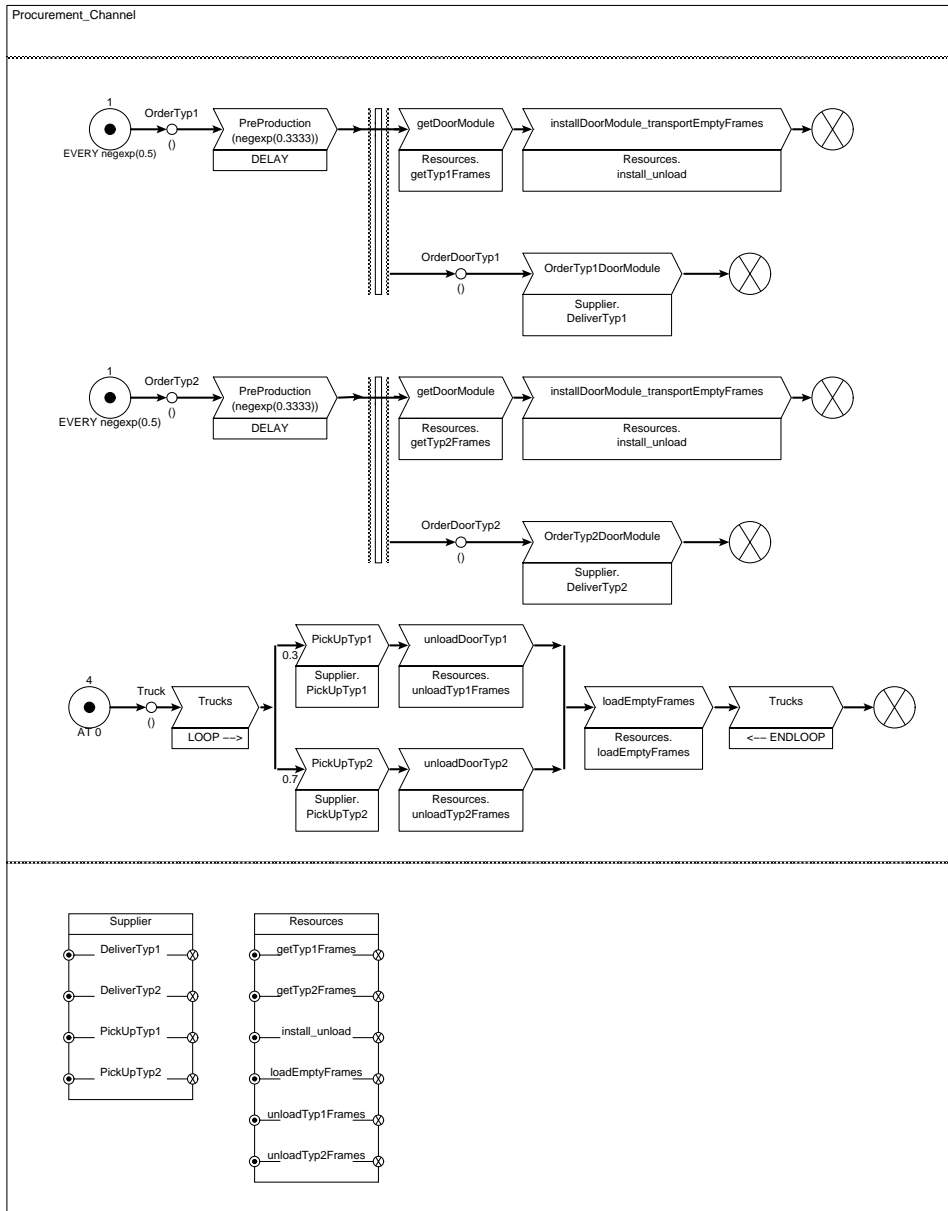 Procurement_Channel
1
OrderTyp1
()
EVERY negexp(0.5)
PreProduction
(negexp(0.3333))
DELAY
getDoorModule
Resources.
getTyp1Frames
installDoorModule_transportEmptyFrames
Resources.
install_unload
OrderDoorTyp1
()
OrderTyp1DoorModule
Supplier.
DeliverTyp1
1
OrderTyp2
()
EVERY negexp(0.5)
PreProduction
(negexp(0.3333))
DELAY
getDoorModule
Resources.
getTyp2Frames
installDoorModule_transportEmptyFrames
Resources.
install_unload
OrderDoorTyp2
()
OrderTyp2DoorModule
Supplier.
DeliverTyp2
4
Truck
()
AT 0
Trucks
LOOP -->
0.3
PickUpTyp1
Supplier.
PickUpTyp1
unloadDoorTyp1
Resources.
unloadTyp1Frames
0.7
PickUpTyp2
Supplier.
PickUpTyp2
unloadDoorTyp2
Resources.
unloadTyp2Frames
loadEmptyFrames
Resources.
loadEmptyFrames
Trucks
<-- ENDLOOP
Supplier
DeliverTyp1
DeliverTyp2
PickUpTyp1
PickUpTyp2
Resources
getTyp1Frames
getTyp2Frames
install_unload
loadEmptyFrames
unloadTyp1Frames
unloadTyp2Frames